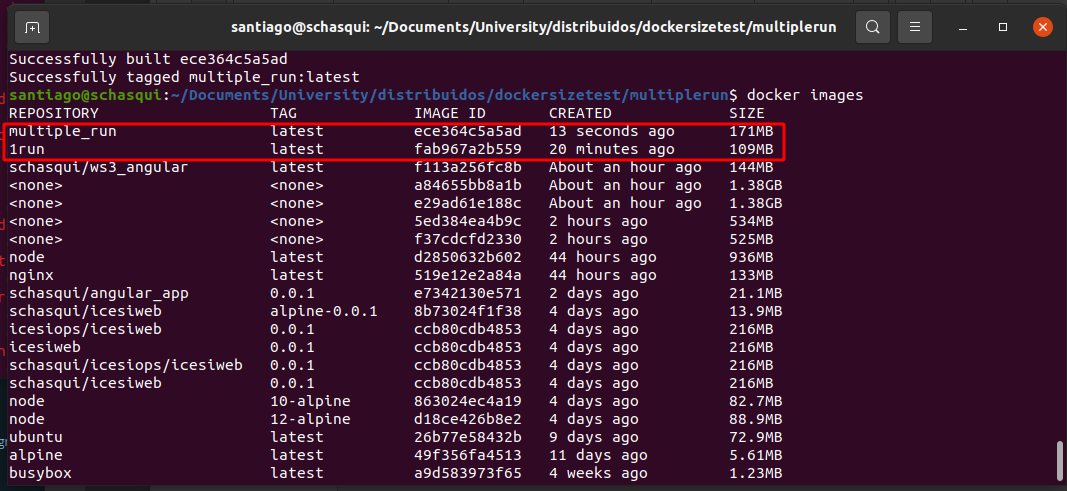 santiago@schasqui: ~/Documents/University/distribuidos/dockersizetest/multiplerun
Successfully built ece364c5a5ad
Successfully tagged multiple_run:latest
santiago@schasqui:~/Documents/University/distribuidos/dockersizetest/multiplerun$ docker images
REPOSITORY TAG IMAGE ID CREATED SIZE
multiple_run latest ece364c5a5ad 13 seconds ago 171MB
1run latest fab967a2b559 20 minutes ago 109MB
schasqui/ws3_angular latest f113a256fc8b About an hour ago 144MB
<none> <none> a84655bb8a1b About an hour ago 1.38GB
<none> <none> e29ad61e188c About an hour ago 1.38GB
<none> <none> 5ed384ea4b9c 2 hours ago 534MB
<none> <none> f37cdcfd2330 2 hours ago 525MB
node latest d2850632b602 44 hours ago 936MB
nginx latest 519e12e2a84a 44 hours ago 133MB
schasqui/angular_app 0.0.1 e7342130e571 2 days ago 21.1MB
schasqui/icesiweb alpine-0.0.1 8b73024f1f38 4 days ago 13.9MB
icesiops/icesiweb 0.0.1 ccb80cdb4853 4 days ago 216MB
icesiweb 0.0.1 ccb80cdb4853 4 days ago 216MB
schasqui/icesiops/icesiweb 0.0.1 ccb80cdb4853 4 days ago 216MB
schasqui/icesiweb 0.0.1 ccb80cdb4853 4 days ago 216MB
node 10-alpine 863024ec4a19 4 days ago 82.7MB
node 12-alpine d18ce426b8e2 4 days ago 88.9MB
ubuntu latest 26b77e58432b 9 days ago 72.9MB
alpine latest 49f356fa4513 11 days ago 5.61MB
busybox latest a9d583973f65 4 weeks ago 1.23MB